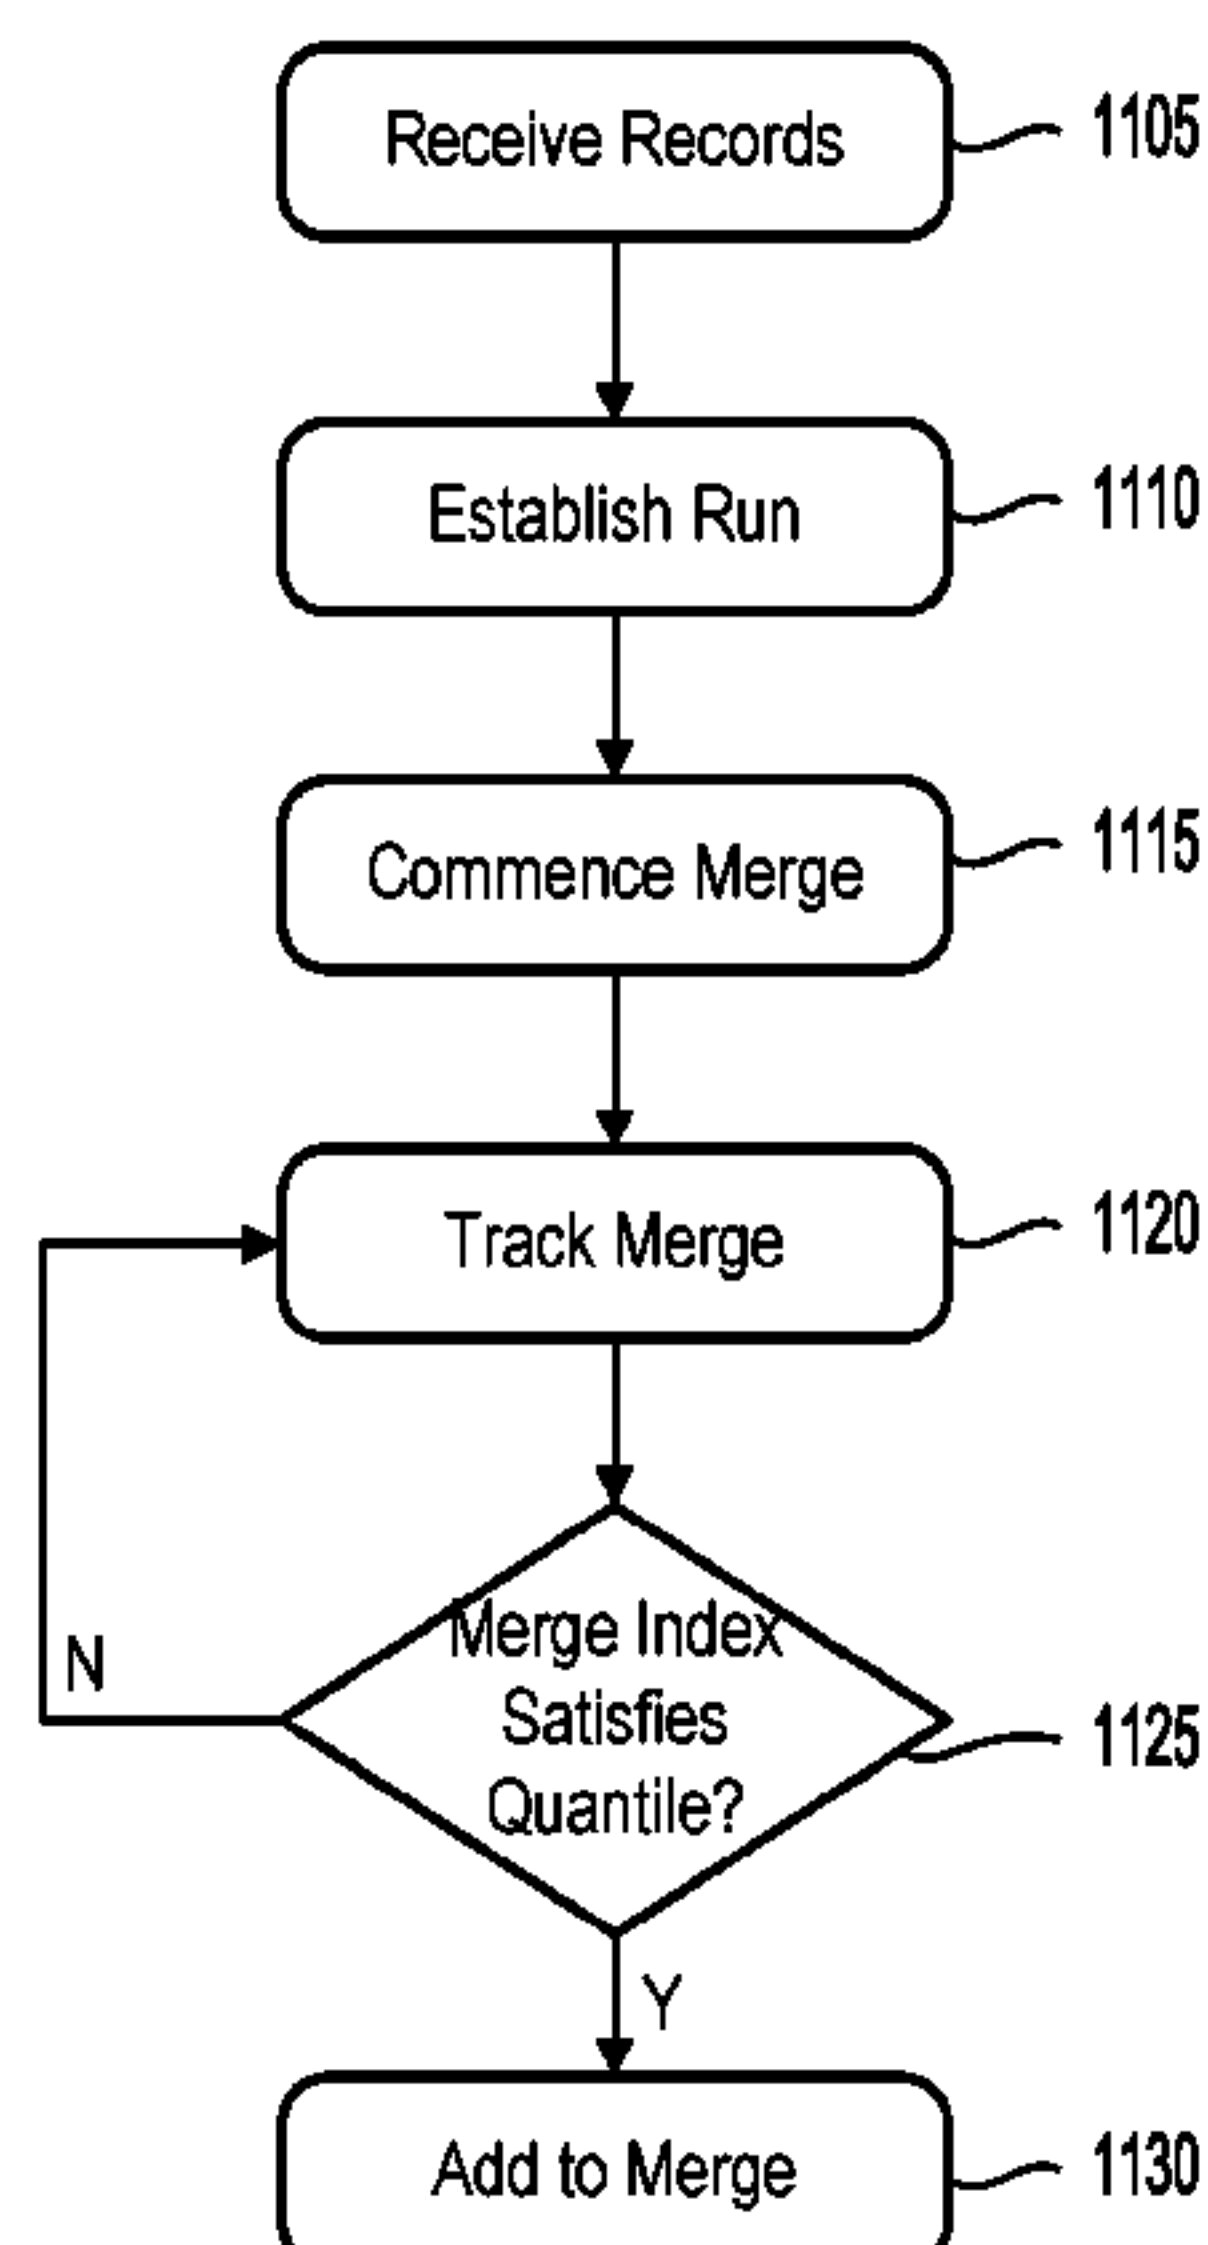 Receive Records
1105
Establish Run
1110
Commence Merge
1115
Track Merge
1120
Merge Index
Satisfies
Quantile?
1125
N
Y
Add to Merge
1130